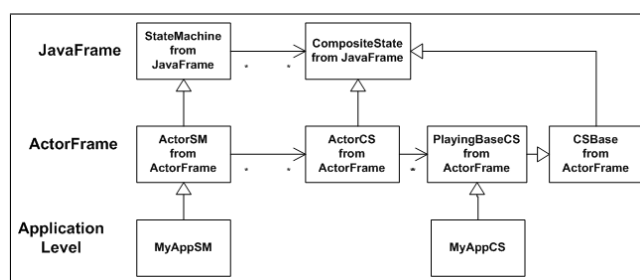 JavaFrame
StateMachine
from
JavaFrame
CompositeState
from JavaFrame
ActorFrame
ActorSM
from
ActorFrame
ActorCS
from
ActorFrame
PlayingBaseCS
from
ActorFrame
CSBase
from
ActorFrame
Application
Level
MyAppSM
MyAppCS